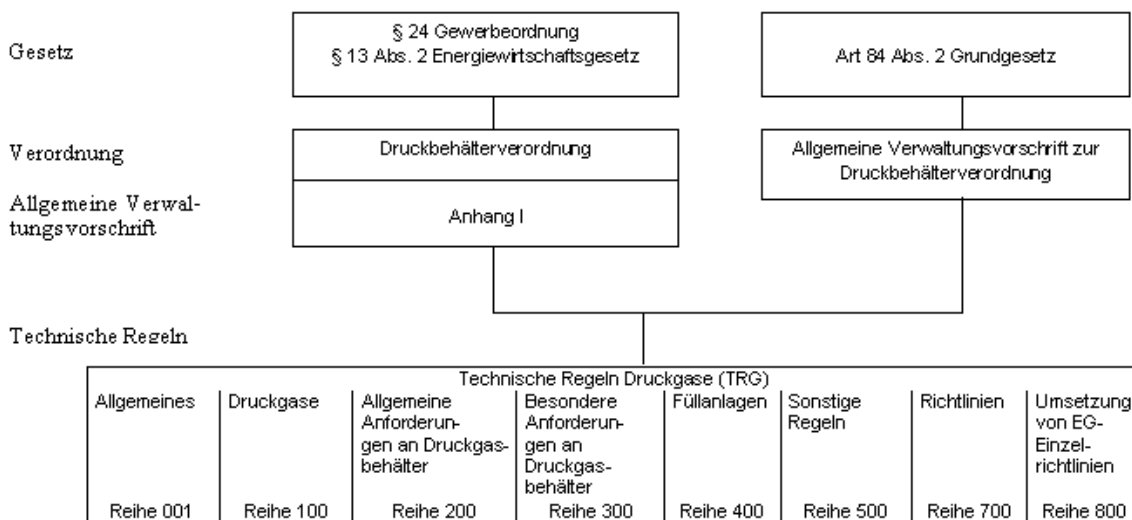 Gesetz
§ 24 Gewerbeordnung
§ 13 Abs. 2 Energiewirtschaftsgesetz
Art 84 Abs. 2 Grundgesetz
Verordnung
Druckbehälterverordnung
Allgemeine Verwaltungsvorschrift zur
Druckbehälterverordnung
Allgemeine Verwal-
tungsvorschrift
Anhang I
Technische Regeln
Technische Regeln Druckgase (TRG)
Allgemeines
Druckgase
Allgemeine
Anforderun-
gen an Druckgas-
behälter
Besondere
Anforderun-
gen an
Druckgas-
behälter
Füllanlagen
Sonstige
Regeln
Richtlinien
Umsetzung
von EG-
Einzel-
richtlinien
Reihe 001
Reihe 100
Reihe 200
Reihe 300
Reihe 400
Reihe 500
Reihe 700
Reihe 800